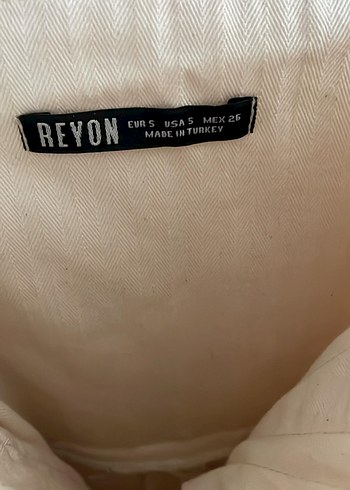 REYON
EUR S USA S MEX 26
MADE IN TURKEY